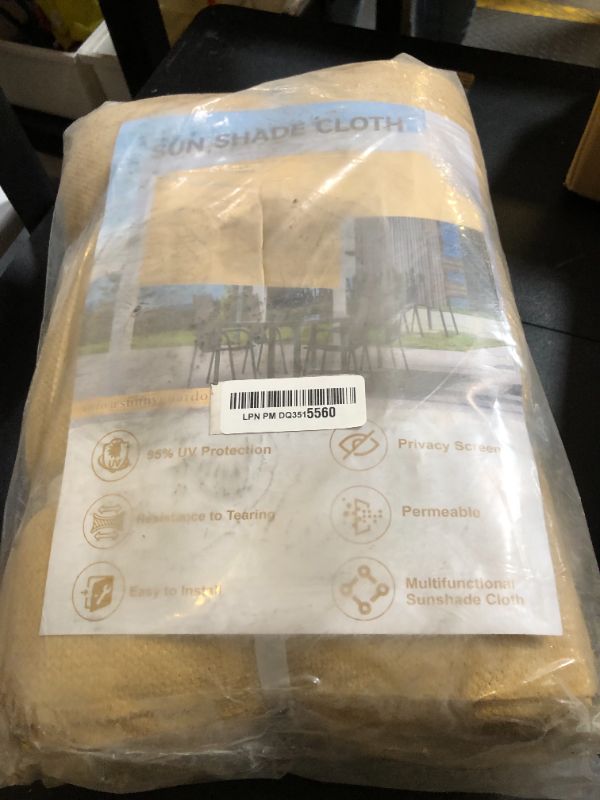 SUN SHADE CLOTH
LPN PM DQ3515560
UV
95% UV Protection
Privacy Screen
Resistance to Tearing
Permeable
Easy to Install
Multifunctional
Sunshade Cloth